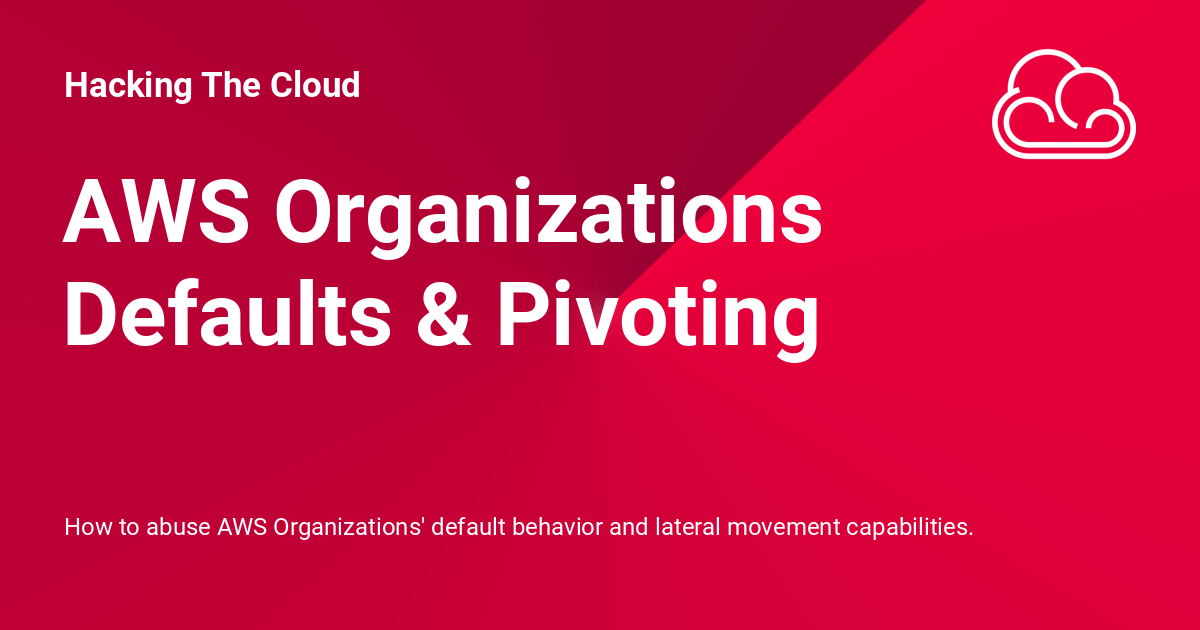 Hacking The Cloud
AWS Organizations
Defaults & Pivoting
How to abuse AWS Organizations' default behavior and lateral movement capabilities.